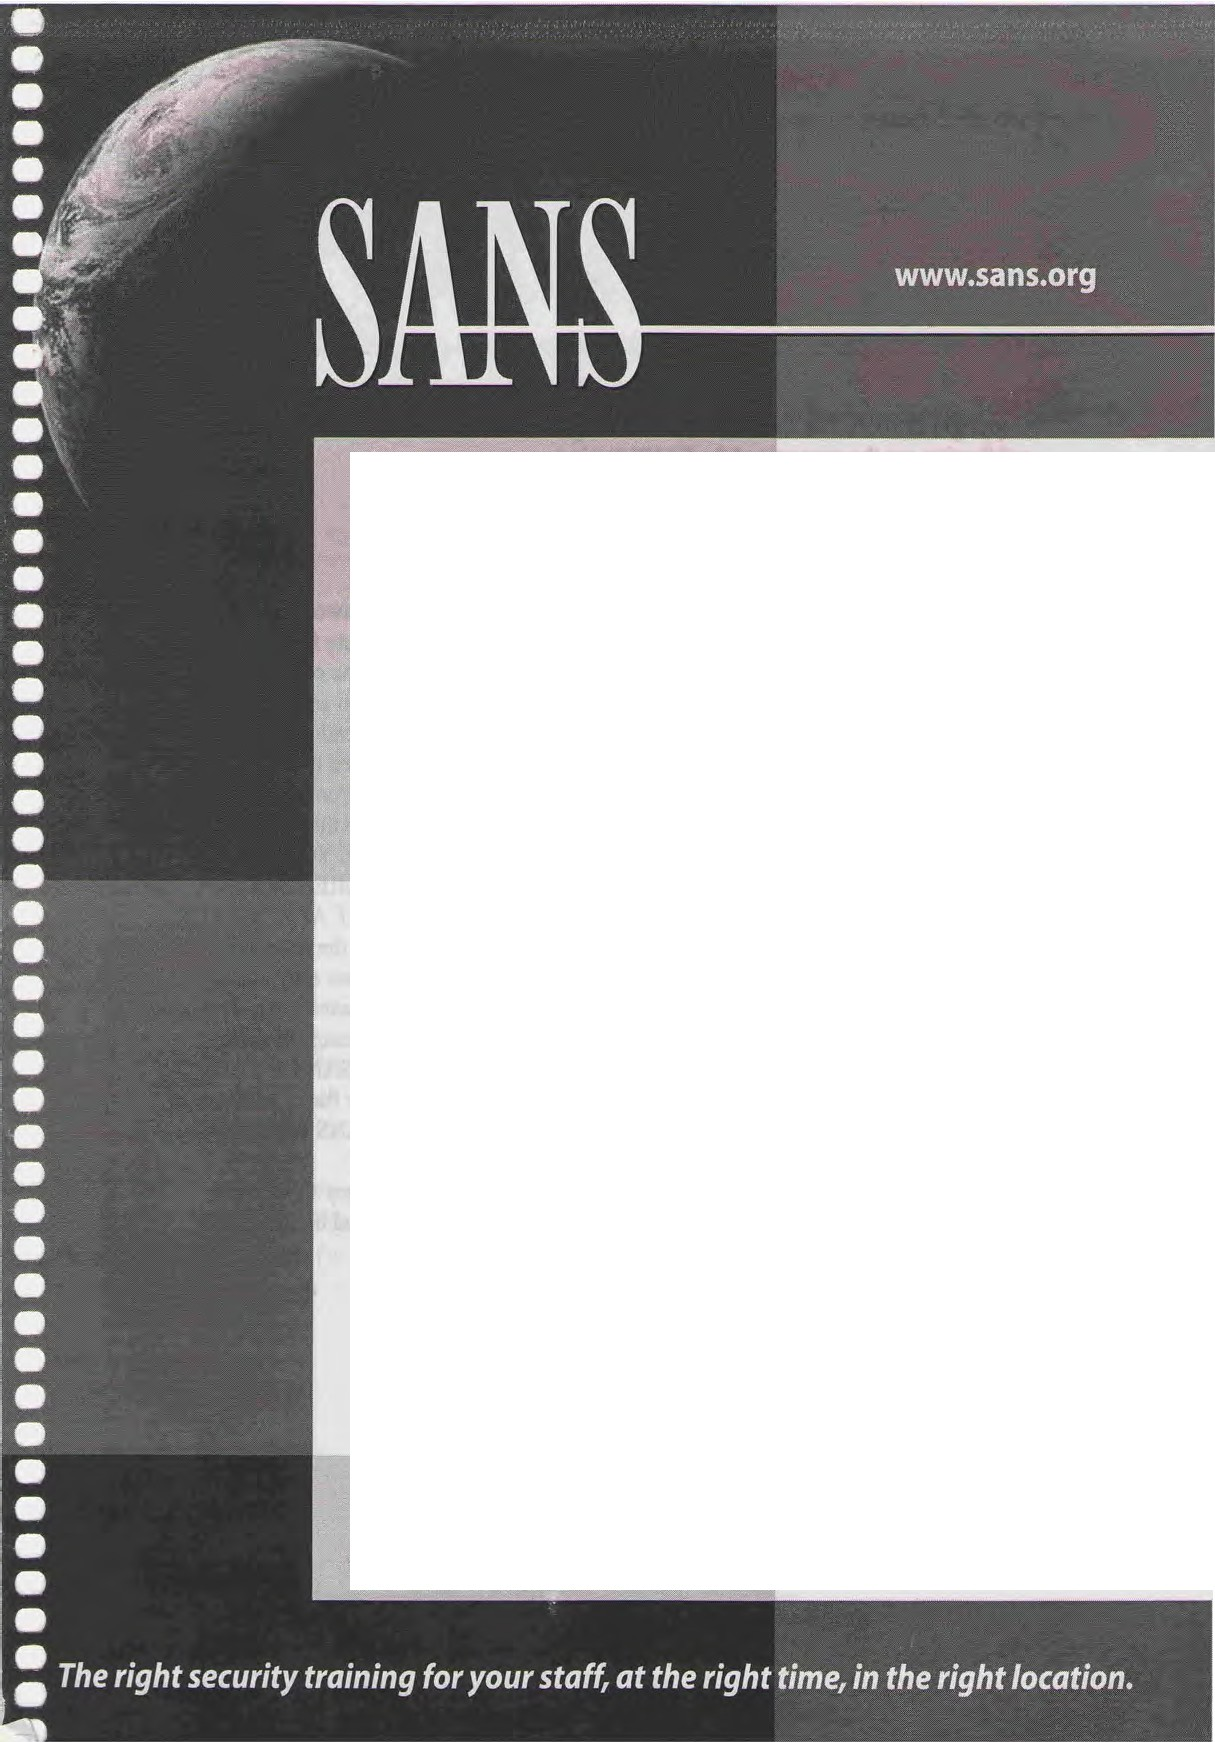 SANS
www.sans.org
The right security training for your staff, at the right time, in the right location.